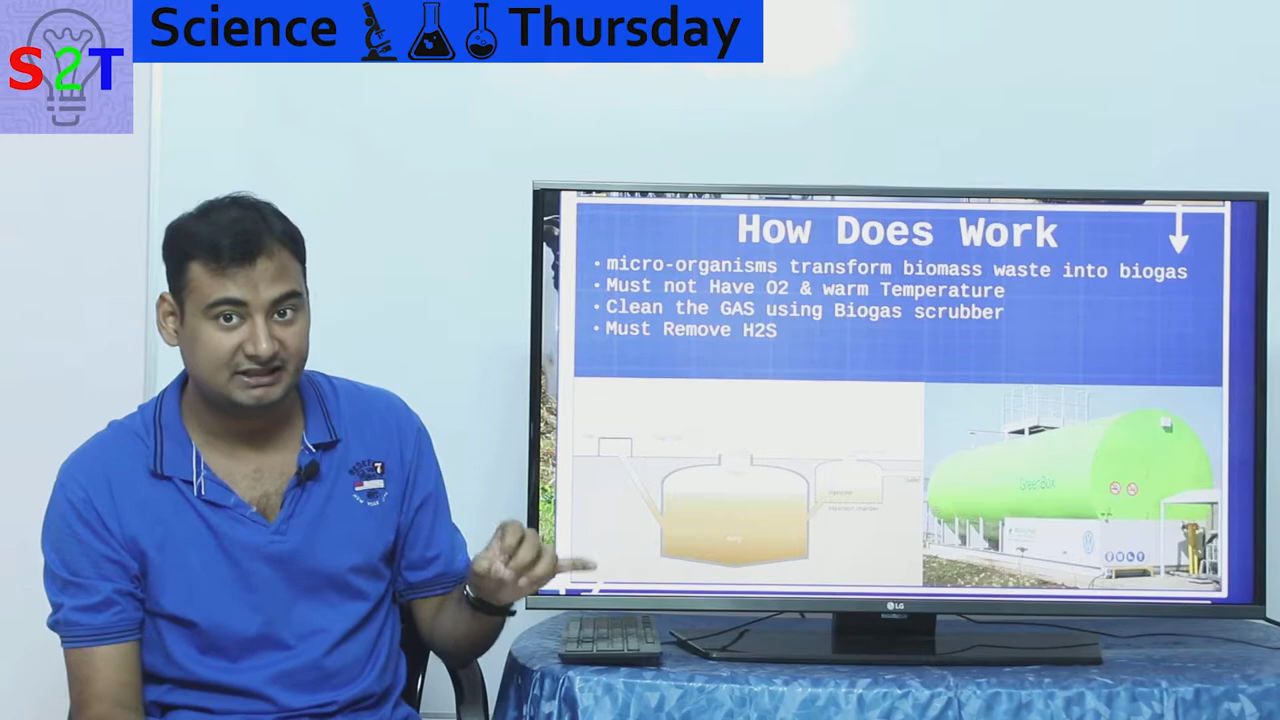 Science Thursday
S2T
How Does Work
• micro-organisms transform biomass waste into biogas
• Must not Have O2 & warm Temperature
• Clean the GAS using Biogas scrubber
• Must Remove H2S
GreenBox
LG